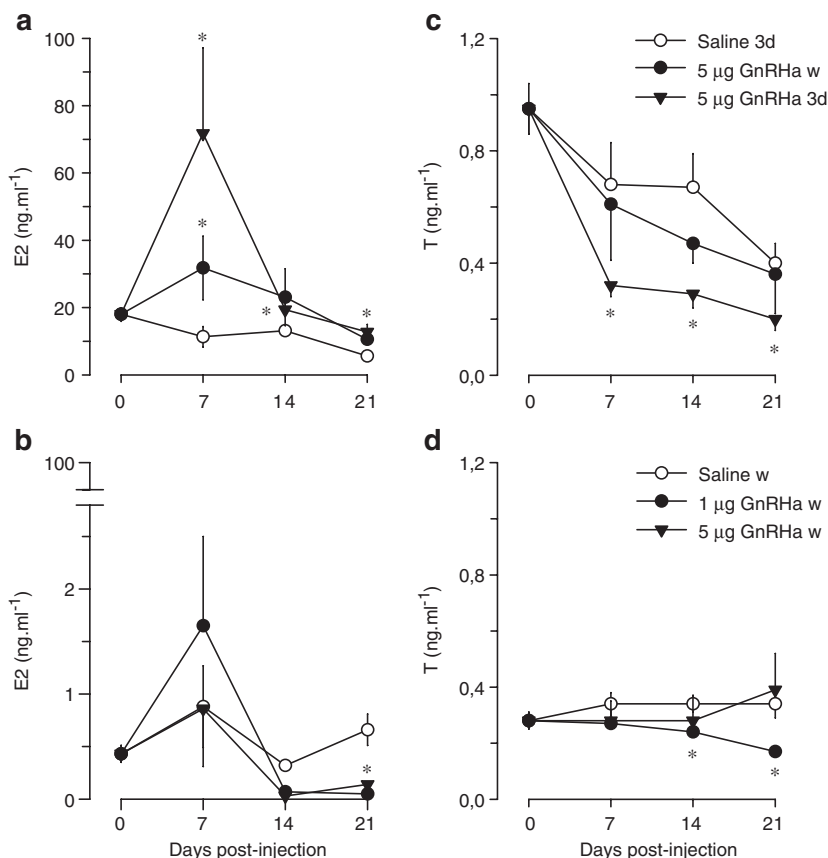 a
100
80
60
40
20
0
E2 (ng.ml-1)
*
*
*
*
0 7 14 21
c
1,2
0,8
0,4
0,0
T (ng.ml-1)
Saline 3d
5 μg GnRHa w
5 μg GnRHa 3d
*
*
*
0 7 14 21
b
100
2
1
0
E2 (ng.ml-1)
*
0 7 14 21
Days post-injection
d
1,2
0,8
0,4
0,0
T (ng.ml-1)
Saline w
1 μg GnRHa w
5 μg GnRHa w
*
*
0 7 14 21
Days post-injection